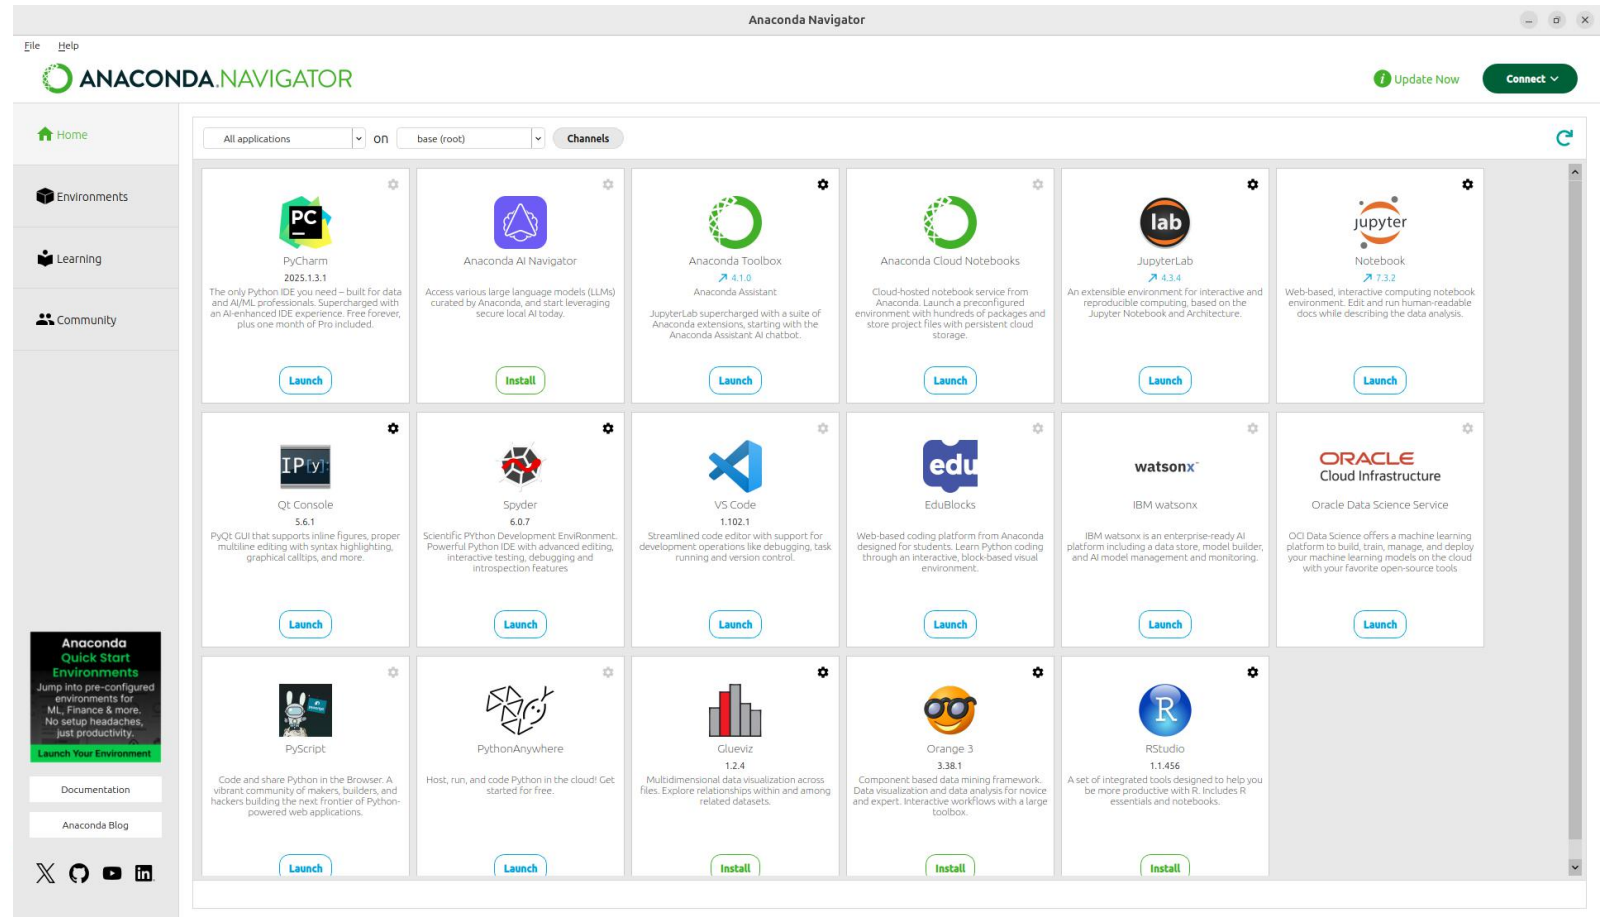 Anaconda Navigator
File Help
ANACONDA.NAVIGATOR
i Update Now
Connect
Home
Environments
Learning
Community
All applications on base (root) Channels
PC
PyCharm
2025.1.3.1
The only Python IDE you need – built for data
and AI/ML professionals. Supercharged with
an AI-enhanced IDE experience. Free forever,
plus one month of Pro included.
Launch
Anaconda AI Navigator
Access various large language models (LLMs)
curated by Anaconda, and start leveraging
secure local AI today.
Install
Anaconda Toolbox
4.1.0
Anaconda Assistant
JupyterLab supercharged with a suite of
Anaconda extensions, starting with the
Anaconda Assistant AI chatbot.
Launch
Anaconda Cloud Notebooks
Cloud-hosted notebook service from
Anaconda. Launch a preconfigured
environment with hundreds of packages and
store project files with persistent cloud
storage.
Launch
lab
JupyterLab
4.3.4
An extensible environment for interactive and
reproducible computing, based on the
Jupyter Notebook and Architecture.
Launch
jupyter
Notebook
7.3.2
Web-based, interactive computing notebook
environment. Edit and run human-readable
docs while describing the data analysis.
Launch
IP[y]:
Qt Console
5.6.1
PyQt GUI that supports inline figures, proper
multiline editing with syntax highlighting,
graphical calltips, and more.
Launch
Spyder
6.0.7
Scientific PYthon Development EnviRonment.
Powerful Python IDE with advanced editing,
interactive testing, debugging and
introspection features
Launch
VS Code
1.102.1
Streamlined code editor with support for
development operations like debugging, task
running and version control.
Launch
edu
EduBlocks
Web-based coding platform from Anaconda
designed for students. Learn Python coding
through an interactive, block-based visual
environment.
Launch
watsonx
IBM watsonx
IBM watsonx is an enterprise-ready AI
platform including a data store, model builder,
and AI model management and monitoring.
Launch
ORACLE
Cloud Infrastructure
Oracle Data Science Service
OCI Data Science offers a machine learning
platform to build, train, manage, and deploy
your machine learning models on the cloud
with your favorite open-source tools
Launch
PyScript
Code and share Python in the Browser. A
vibrant community of makers, builders, and
hackers building the next frontier of Python-
powered web applications.
Launch
PythonAnywhere
Host, run, and code Python in the cloud! Get
started for free.
Launch
Glueviz
1.2.4
Multidimensional data visualization across
files. Explore relationships within and among
related datasets.
Install
Orange 3
3.38.1
Component based data mining framework.
Data visualization and data analysis for novice
and expert. Interactive workflows with a large
toolbox.
Install
R
RStudio
1.1.456
A set of integrated tools designed to help you
be more productive with R. Includes R
essentials and notebooks.
Install
Anaconda
Quick Start
Environments
Jump into pre-configured
environments for
ML, Finance & more.
No setup headaches,
just productivity.
Launch Your Environment
Documentation
Anaconda Blog
X
in